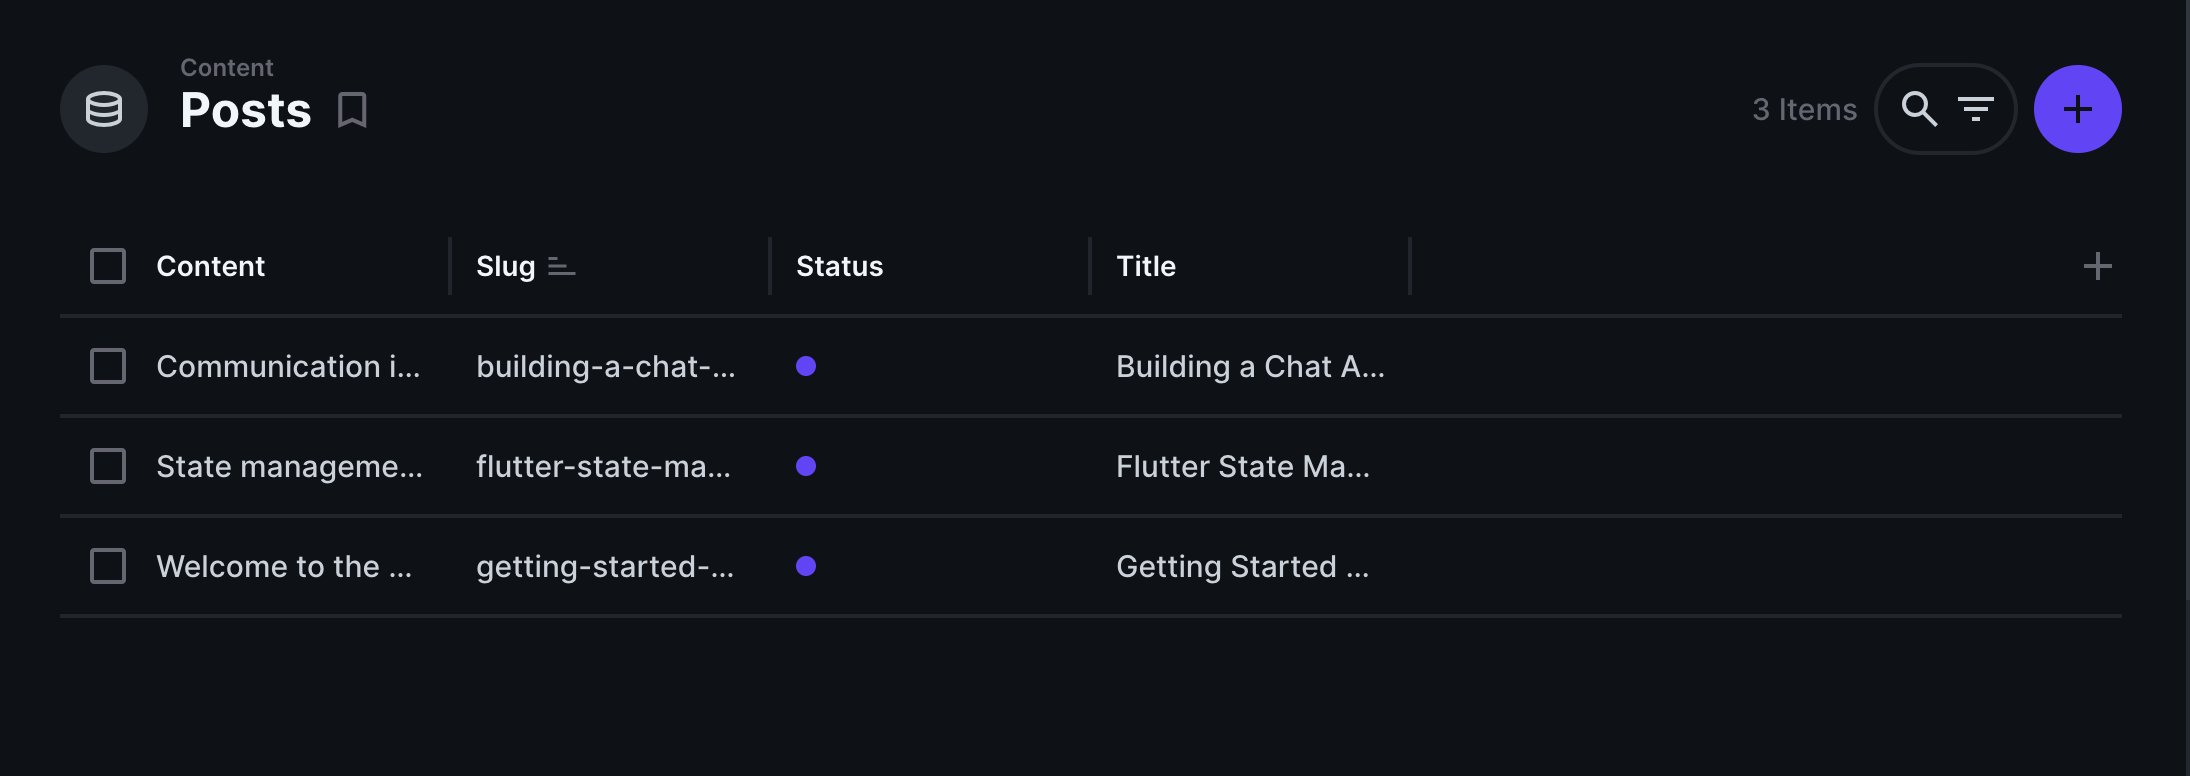 Content
Posts
3 Items
Content Slug Status Title
Communication i... building-a-chat-... Building a Chat A...
State manageme... flutter-state-ma... Flutter State Ma...
Welcome to the ... getting-started-... Getting Started ...